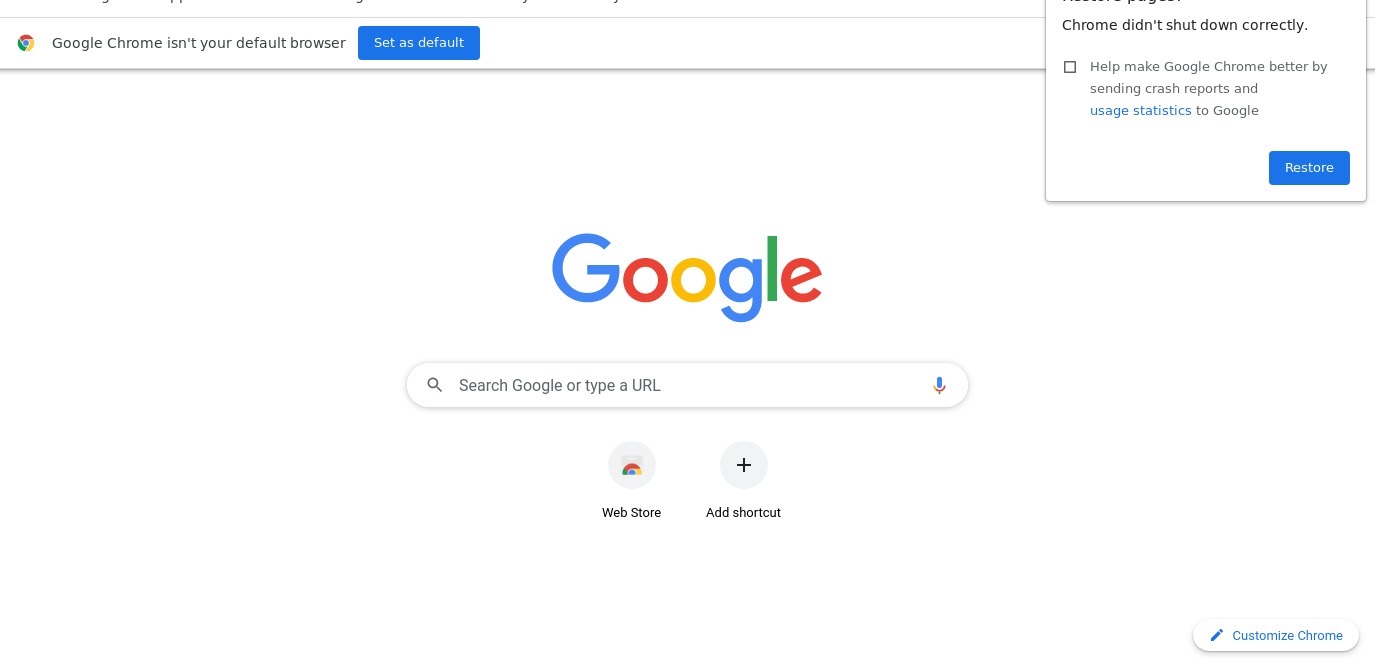 Google Chrome isn't your default browser
Set as default
Chrome didn't shut down correctly.
Help make Google Chrome better by
sending crash reports and
usage statistics to Google
Restore
Google
Search Google or type a URL
Web Store
Add shortcut
Customize Chrome